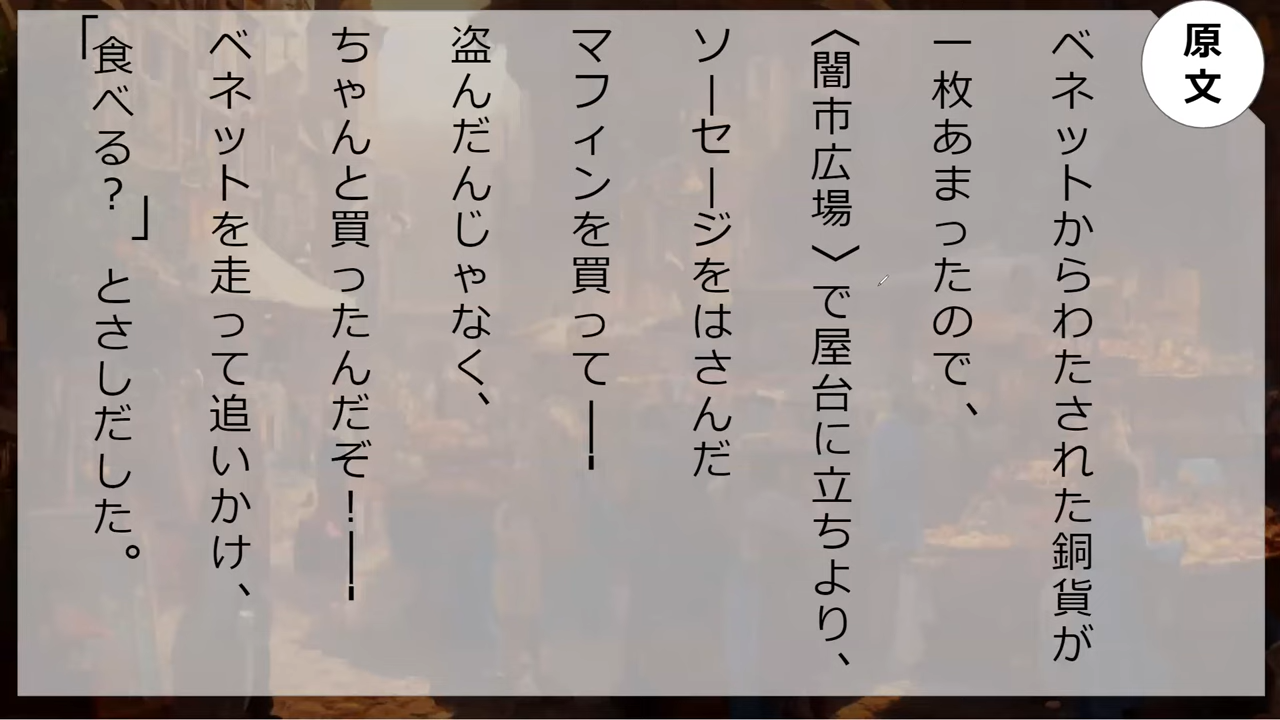 原文
ベネットからわたされた銅貨が
一枚あまったので、
〈闇市広場〉で屋台に立ちより、
ソーセージをはさんだ
マフィンを買って――
盗んだんじゃなく、
ちゃんと買ったんだぞ！――
ベネットを走って追いかけ、
「食べる？」とさしだした。